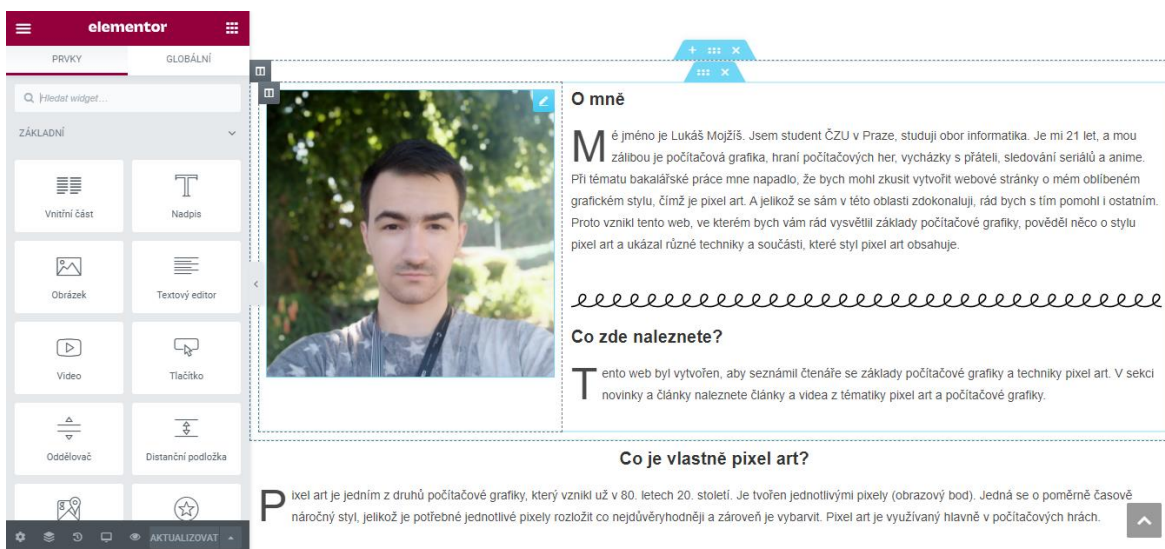 elementor
PRVKY
GLOBÁLNÍ
Hledat widget...
ZÁKLADNÍ
Vnitřní část
Nadpis
Obrázek
Textový editor
Video
Tlačítko
Oddělovač
Distanční podložka
AKTUALIZOVAT
O mně
Mé jméno je Lukáš Mojžíš. Jsem student ČZU v Praze, studuji obor informatika. Je mi 21 let, a mou
zálibou je počítačová grafika, hraní počítačových her, vycházky s přáteli, sledování seriálů a anime.
Při tématu bakalářské práce mne napadlo, že bych mohl zkusit vytvořit webové stránky o mém oblíbeném
grafickém stylu, čímž je pixel art. A jelikož se sám v této oblasti zdokonaluji, rád bych s tím pomohl i ostatním.
Proto vznikl tento web, ve kterém bych vám rád vysvětlil základy počítačové grafiky, pověděl něco o stylu
pixel art a ukázal různé techniky a součásti, které styl pixel art obsahuje.
Co zde naleznete?
Tento web byl vytvořen, aby seznámil čtenáře se základy počítačové grafiky a techniky pixel art. V sekci
novinky a články naleznete články a videa z tématiky pixel art a počítačové grafiky.
Co je vlastně pixel art?
Pixel art je jedním z druhů počítačové grafiky, který vznikl už v 80. letech 20. století. Je tvořen jednotlivými pixely (obrazový bod). Jedná se o poměrně časově
náročný styl, jelikož je potřebné jednotlivé pixely rozložit co nejdůvěryhodněji a zároveň je vybarvit. Pixel art je využívaný hlavně v počítačových hrách.